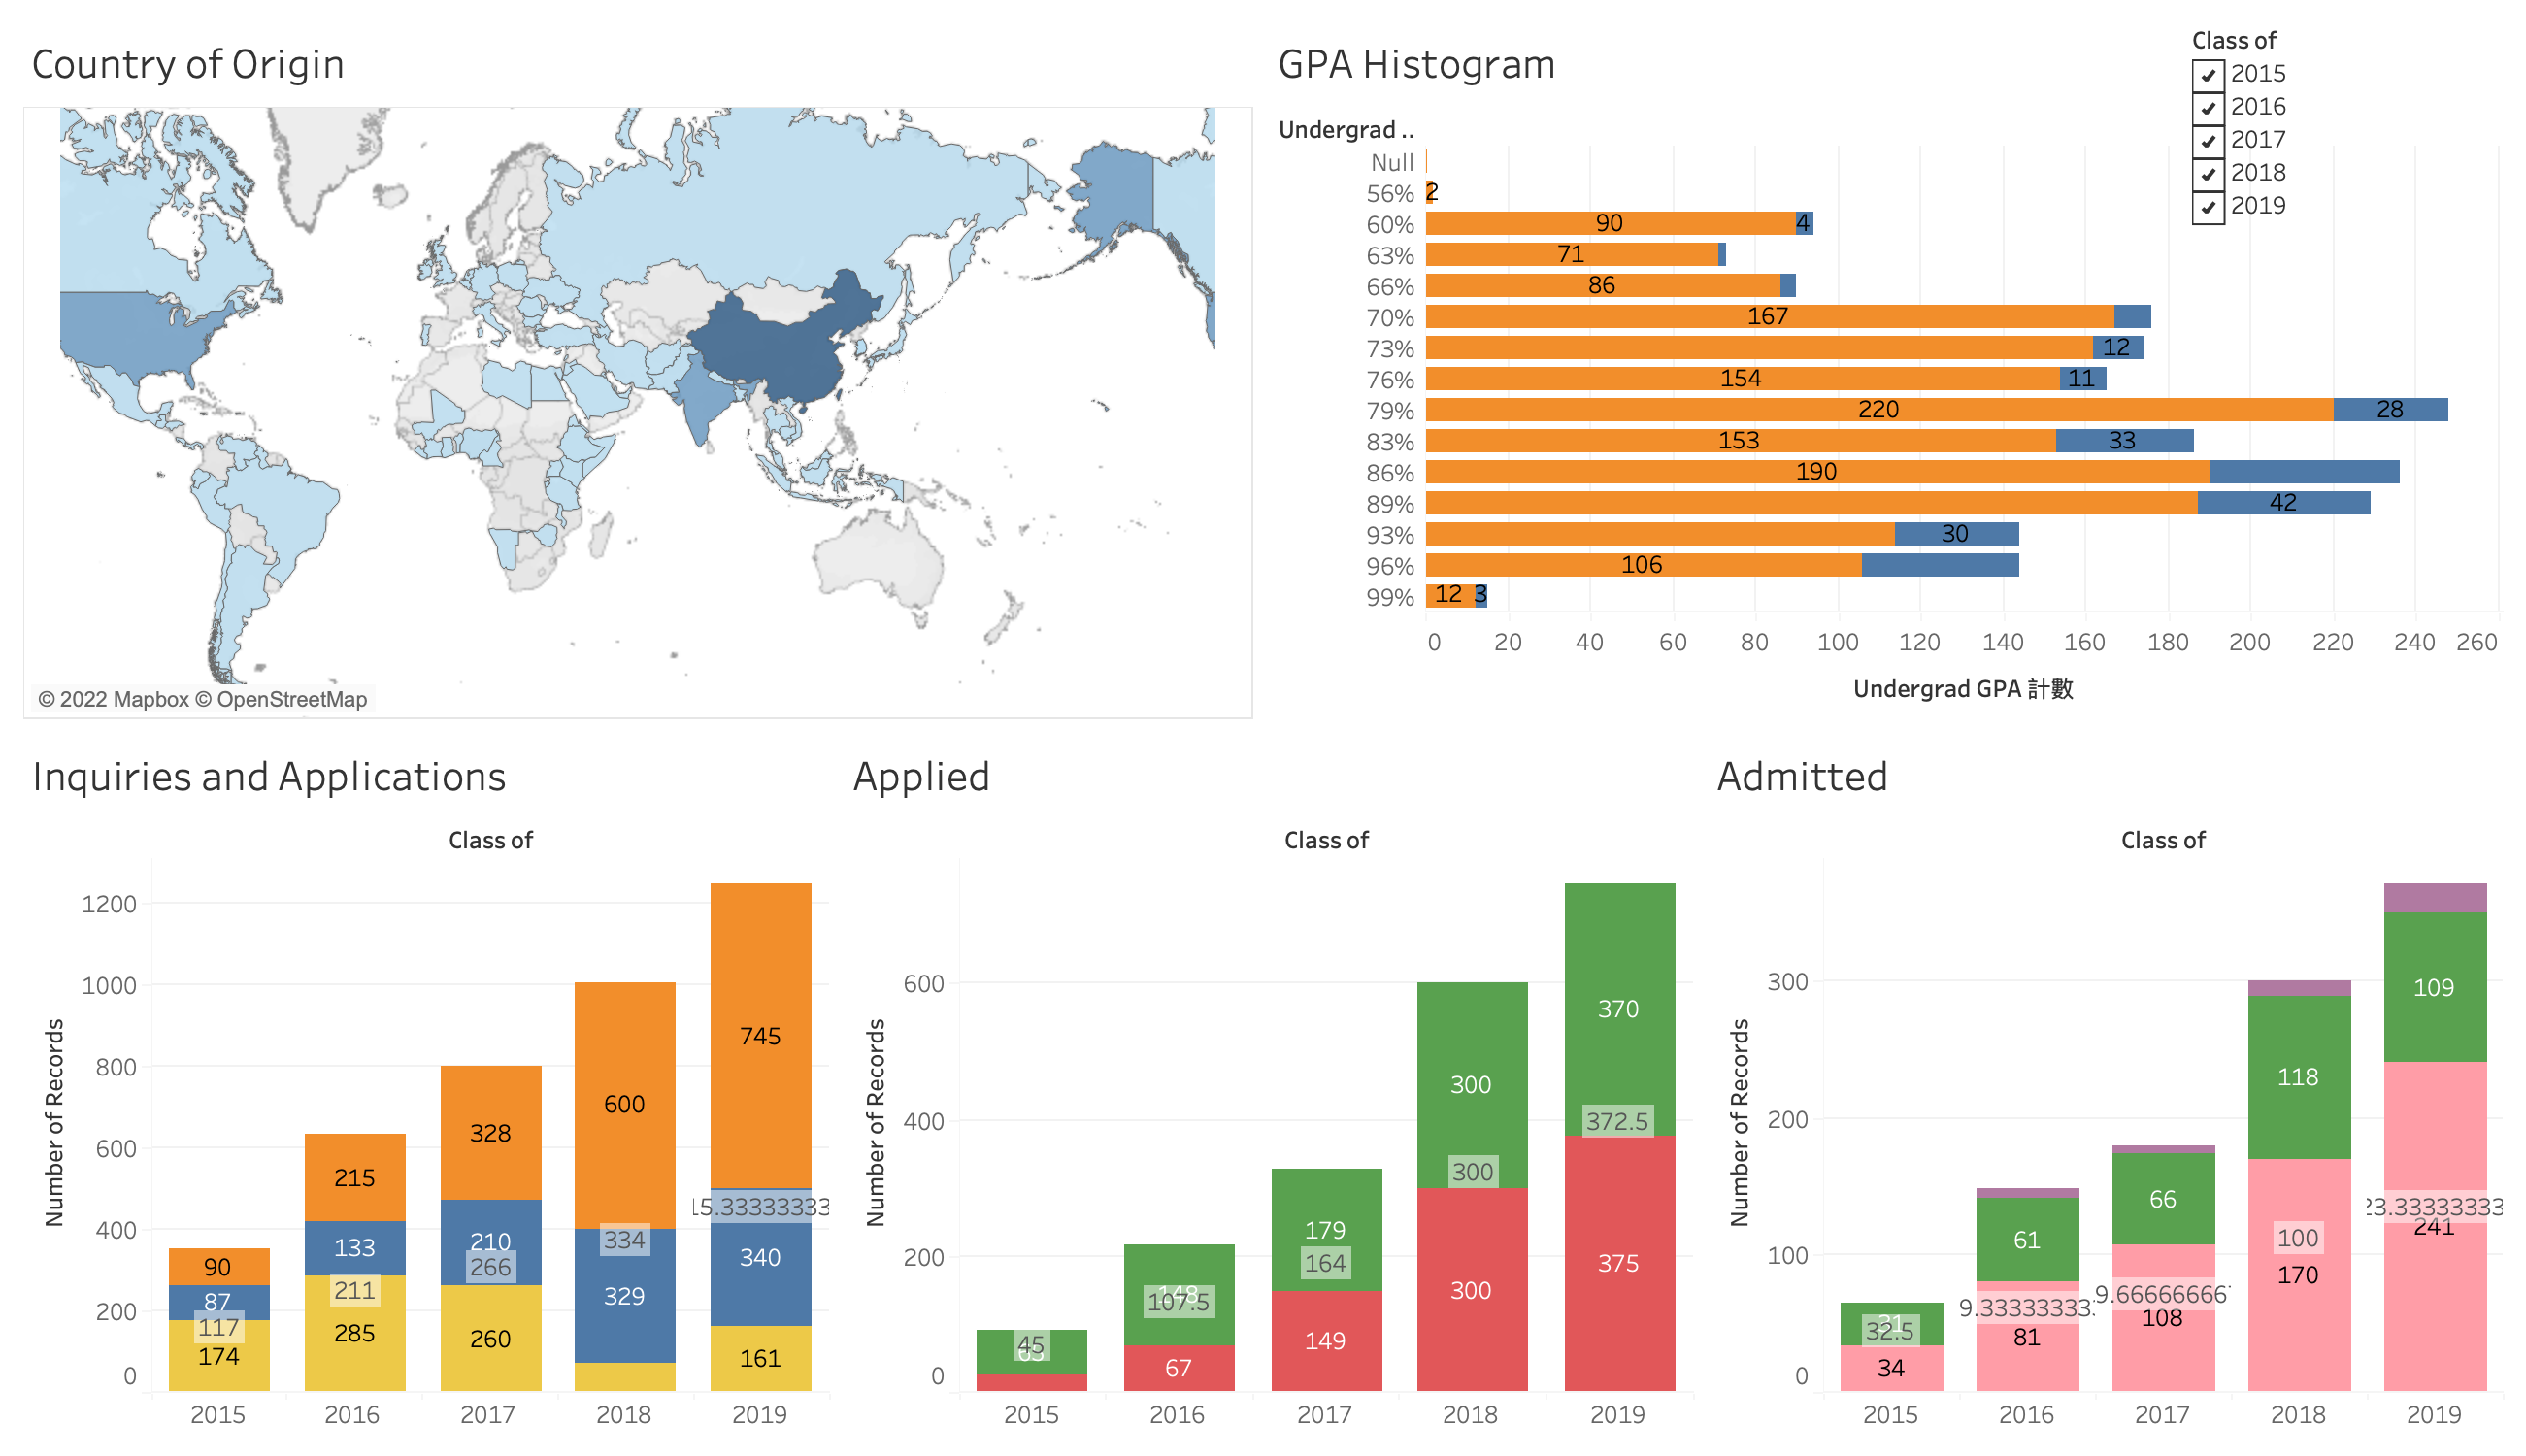 Country of Origin
© 2022 Mapbox © OpenStreetMap
GPA Histogram
Class of
2015
2016
2017
2018
2019
Undergrad ..
Null
56% 2
60% 90 4
63% 71
66% 86
70% 167
73% 12
76% 154 11
79% 220 28
83% 153 33
86% 190
89% 42
93% 30
96% 106
99% 12 3
0 20 40 60 80 100 120 140 160 180 200 220 240 260
Undergrad GPA 計數
Inquiries and Applications
Class of
Number of Records
1200
1000
800
600
400
200
0
90
87
117
174
215
133
211
285
328
210
266
260
600
334
329
745
15.33333333
340
161
2015 2016 2017 2018 2019
Applied
Class of
Number of Records
600
400
200
0
45
107.5
67
179
164
149
300
300
300
370
372.5
375
2015 2016 2017 2018 2019
Admitted
Class of
Number of Records
300
200
100
0
32.5
34
61
9.33333333
81
66
9.666666667
108
118
100
170
109
23.33333333
241
2015 2016 2017 2018 2019